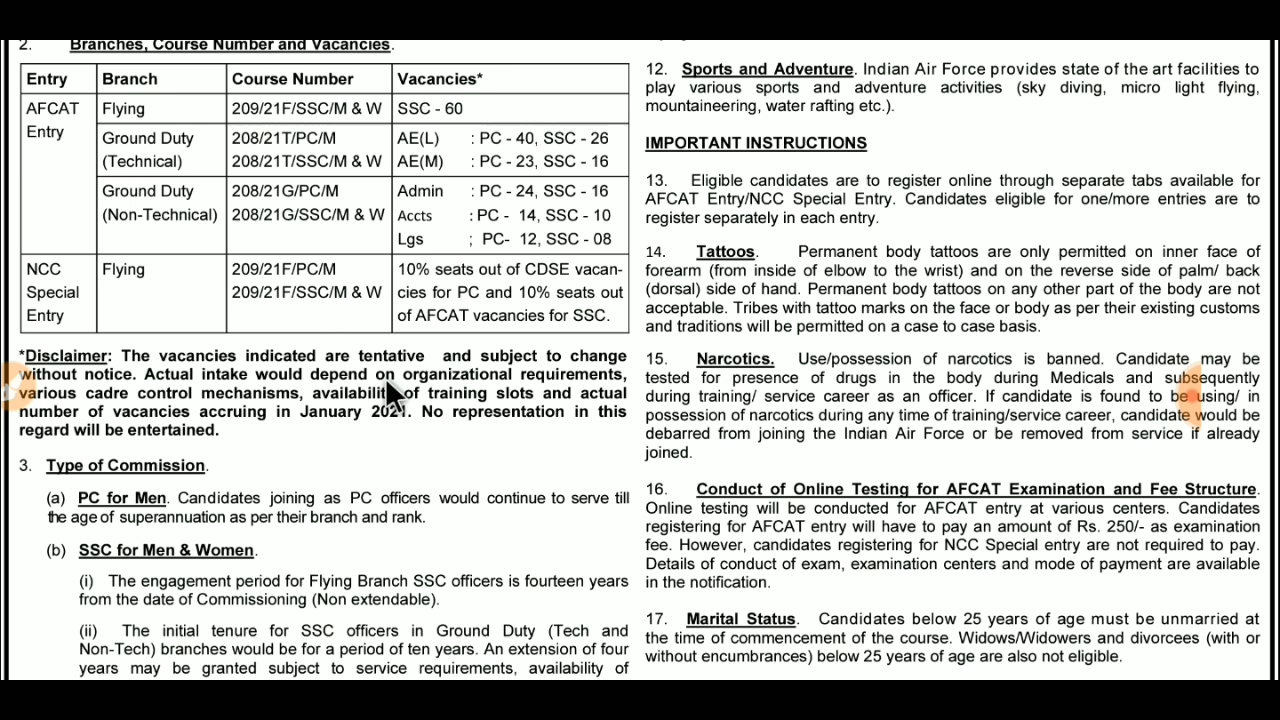 2. Branches, Course Number and Vacancies.
Entry Branch Course Number Vacancies*
AFCAT Entry Flying 209/21F/SSC/M & W SSC - 60
Ground Duty (Technical) 208/21T/PC/M AE(L) : PC - 40, SSC - 26
208/21T/SSC/M & W AE(M) : PC - 23, SSC - 16
Ground Duty (Non-Technical) 208/21G/PC/M Admin : PC - 24, SSC - 16
208/21G/SSC/M & W Accts : PC - 14, SSC - 10
Lgs ; PC- 12, SSC - 08
NCC Special Entry Flying 209/21F/PC/M 209/21F/SSC/M & W
10% seats out of CDSE vacan-
cies for PC and 10% seats out
of AFCAT vacancies for SSC.
*Disclaimer: The vacancies indicated are tentative and subject to change
without notice. Actual intake would depend on organizational requirements,
various cadre control mechanisms, availability of training slots and actual
number of vacancies accruing in January 2021. No representation in this
regard will be entertained.
3. Type of Commission.
(a) PC for Men. Candidates joining as PC officers would continue to serve till
the age of superannuation as per their branch and rank.
(b) SSC for Men & Women.
(i) The engagement period for Flying Branch SSC officers is fourteen years
from the date of Commissioning (Non extendable).
(ii) The initial tenure for SSC officers in Ground Duty (Tech and
Non-Tech) branches would be for a period of ten years. An extension of four
years may be granted subject to service requirements, availability of
12. Sports and Adventure. Indian Air Force provides state of the art facilities to
play various sports and adventure activities (sky diving, micro light flying,
mountaineering, water rafting etc.).
IMPORTANT INSTRUCTIONS
13. Eligible candidates are to register online through separate tabs available for
AFCAT Entry/NCC Special Entry. Candidates eligible for one/more entries are to
register separately in each entry.
14. Tattoos. Permanent body tattoos are only permitted on inner face of
forearm (from inside of elbow to the wrist) and on the reverse side of palm/ back
(dorsal) side of hand. Permanent body tattoos on any other part of the body are not
acceptable. Tribes with tattoo marks on the face or body as per their existing customs
and traditions will be permitted on a case to case basis.
15. Narcotics. Use/possession of narcotics is banned. Candidate may be
tested for presence of drugs in the body during Medicals and subsequently
during training/ service career as an officer. If candidate is found to be using/ in
possession of narcotics during any time of training/service career, candidate would be
debarred from joining the Indian Air Force or be removed from service if already
joined.
16. Conduct of Online Testing for AFCAT Examination and Fee Structure.
Online testing will be conducted for AFCAT entry at various centers. Candidates
registering for AFCAT entry will have to pay an amount of Rs. 250/- as examination
fee. However, candidates registering for NCC Special entry are not required to pay.
Details of conduct of exam, examination centers and mode of payment are available
in the notification.
17. Marital Status. Candidates below 25 years of age must be unmarried at
the time of commencement of the course. Widows/Widowers and divorcees (with or
without encumbrances) below 25 years of age are also not eligible.